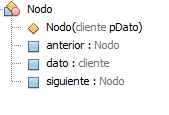 Nodo
Nodo(cliente pDato)
anterior : Nodo
dato : cliente
siguiente : Nodo